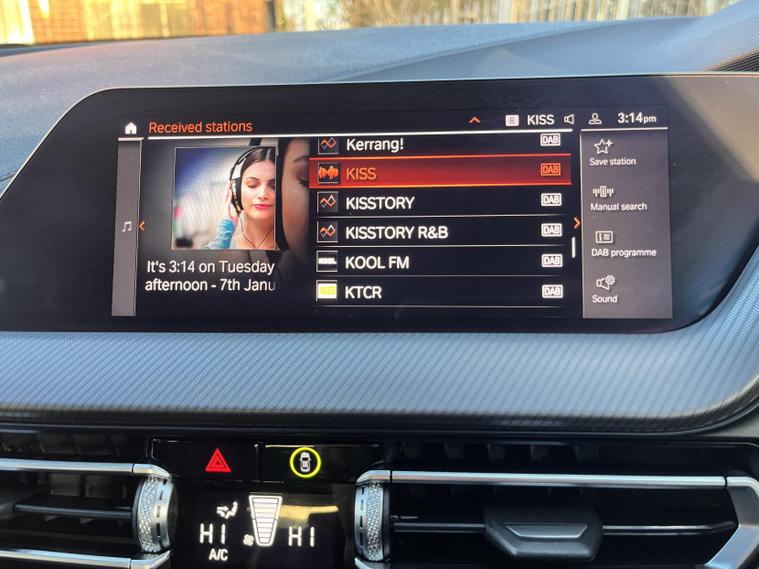 Received stations
8 KISS 3:14pm
Kerrang! DAB
KISS DAB
KISSTORY DAB
KISSTORY R&B DAB
KOOL FM DAB
KTCR DAB
It's 3:14 on Tuesday
afternoon - 7th Janu
Save station
Manual search
DAB programme
Sound
HI HI
A/C